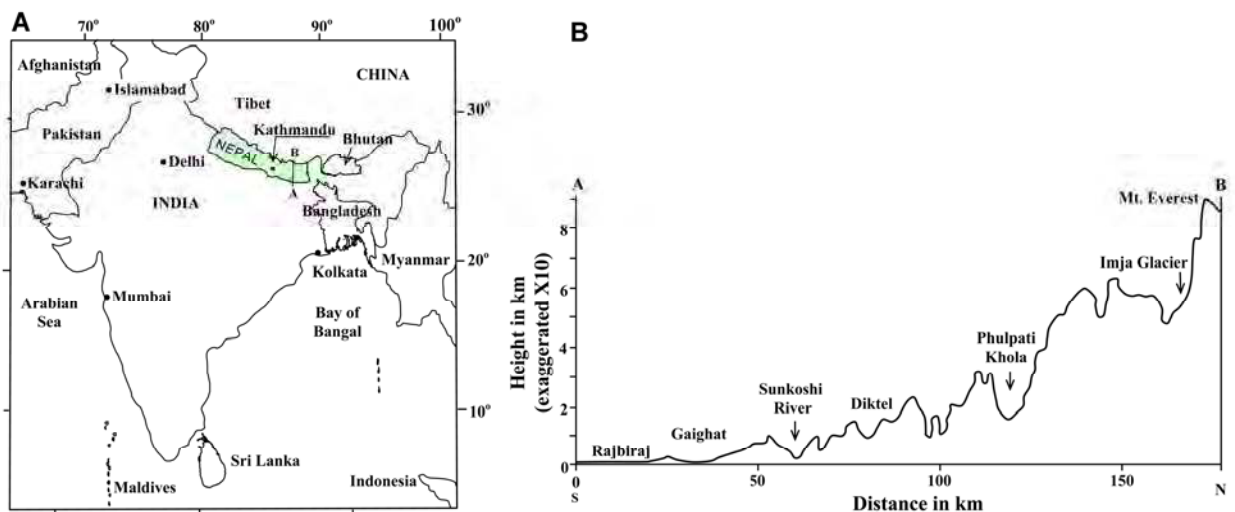 A
70°
80°
90°
100°
Afghanistan
CHINA
Islamabad
Tibet
30°
Pakistan
Kathmandu
Bhutan
NEPAL
B
Delhi
Karachi
A
INDIA
Bangladesh
20°
Kolkata
Myanmar
Arabian
Sea
Mumbai
Bay of
Bangal
10°
Sri Lanka
Maldives
Indonesia
B
A
B
Mt. Everest
8
Imja Glacier
6
Height in km
(exaggerated X10)
Phulpati
Khola
4
Sunkoshi
River
Diktel
2
Gaighat
Rajbiraj
0
0
50
100
150
S
N
Distance in km